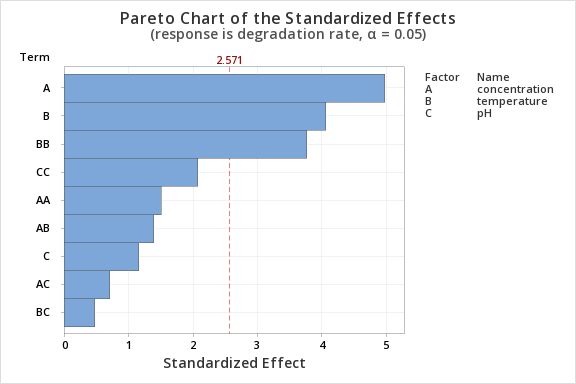 Pareto Chart of the Standardized Effects
(response is degradation rate, α = 0.05)
Term
2.571
A
B
BB
CC
AA
AB
C
AC
BC
0 1 2 3 4 5
Standardized Effect
Factor Name
A concentration
B temperature
C pH